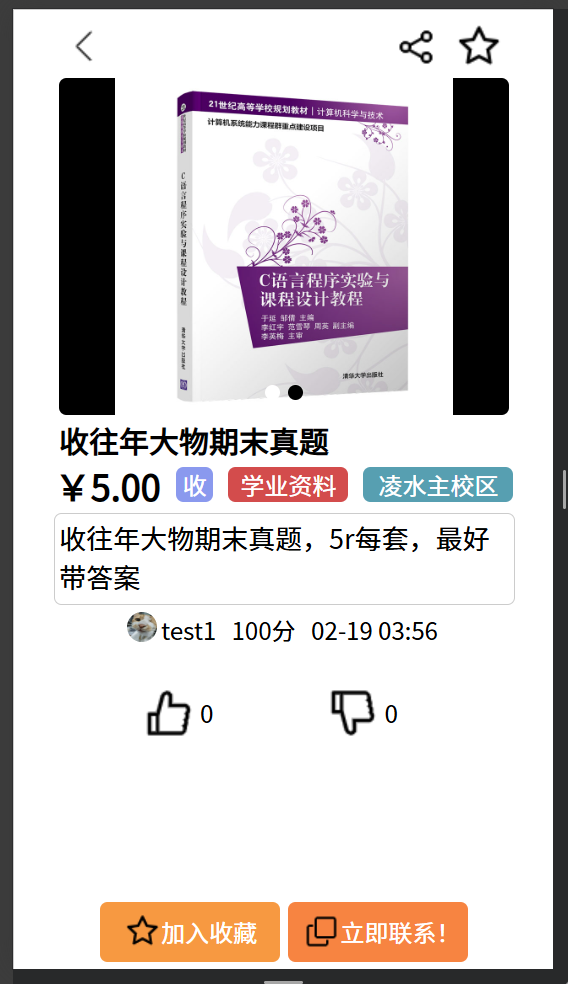 21世纪高等学校规划教材 | 计算机科学与技术
计算机系统能力课程群重点建设项目
C语言程序实验与课程设计教程
清华大学出版社
C语言程序实验与
课程设计教程
于延 邹倩 主编
李红宇 范雪琴 周英 副主编
李英梅 主审
清华大学出版社
收往年大物期末真题
￥5.00 收 学业资料 凌水主校区
收往年大物期末真题，5r每套，最好
带答案
test1 100分 02-19 03:56
0 0
加入收藏 立即联系！